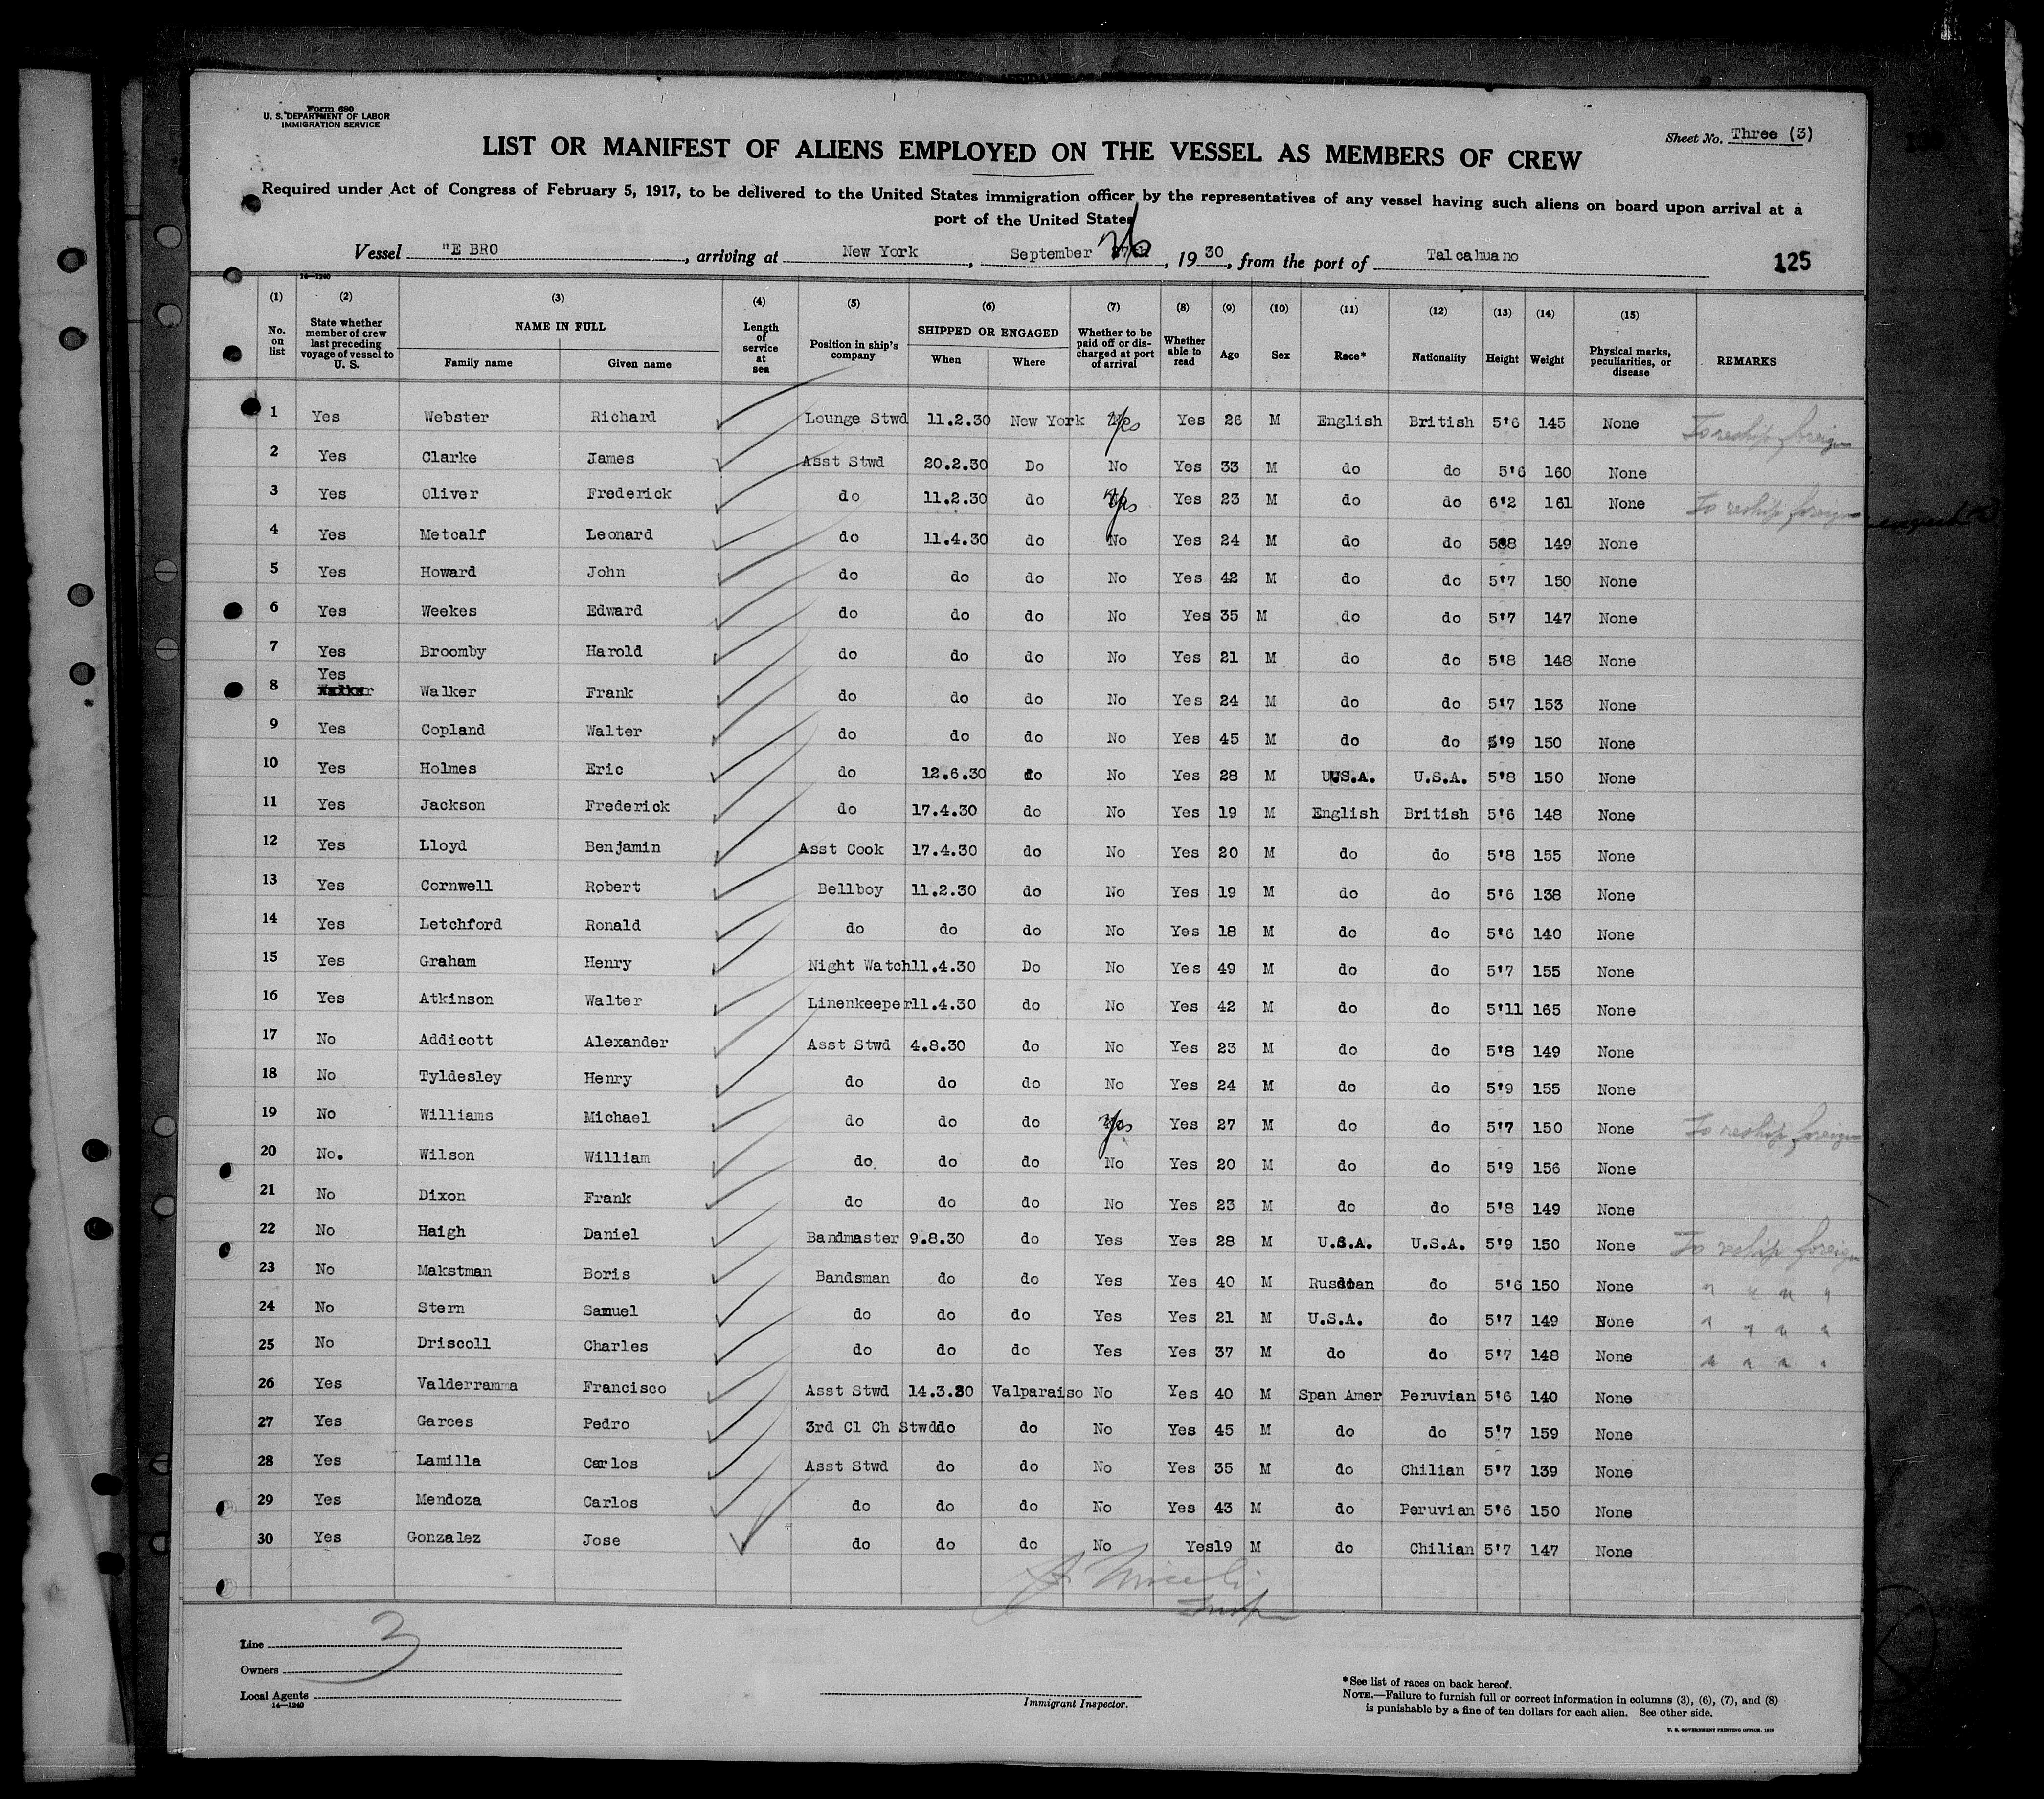 Form 680
U. S. DEPARTMENT OF LABOR
IMMIGRATION SERVICE
Sheet No. Three (3)
LIST OR MANIFEST OF ALIENS EMPLOYED ON THE VESSEL AS MEMBERS OF CREW
Required under Act of Congress of February 5, 1917, to be delivered to the United States immigration officer by the representatives of any vessel having such aliens on board upon arrival at a
port of the United States
Vessel "E BRO, arriving at New York, September 26, 1930, from the port of Talcahuano 125
14—1240
(1) (2) (3) (4) (5) (6) (7) (8) (9) (10) (11) (12) (13) (14) (15)
No. on list State whether member of crew last preceding voyage of vessel to U. S. NAME IN FULL Family name Given name Length of service at sea Position in ship's company SHIPPED OR ENGAGED When Where Whether to be paid off or discharged at port of arrival Whether able to read Age Sex Race* Nationality Height Weight Physical marks, peculiarities, or disease REMARKS
1 Yes Webster Richard Lounge Stwd 11.2.30 New York Yes Yes 26 M English British 5'6 145 None To reship foreign
2 Yes Clarke James Asst Stwd 20.2.30 Do No Yes 33 M do do 5'6 160 None
3 Yes Oliver Frederick do 11.2.30 do Yes Yes 23 M do do 6'2 161 None To reship foreign
4 Yes Metcalf Leonard do 11.4.30 do No Yes 24 M do do 5'8 149 None
5 Yes Howard John do do do No Yes 42 M do do 5'7 150 None
6 Yes Weekes Edward do do do No Yes 35 M do do 5'7 147 None
7 Yes Broomby Harold do do do No Yes 21 M do do 5'8 148 None
8 Yes Walker Frank do do do No Yes 24 M do do 5'7 153 None
9 Yes Copland Walter do do do No Yes 45 M do do 5'9 150 None
10 Yes Holmes Eric do 12.6.30 do No Yes 28 M U.S.A. U.S.A. 5'8 150 None
11 Yes Jackson Frederick do 17.4.30 do No Yes 19 M English British 5'6 148 None
12 Yes Lloyd Benjamin Asst Cook 17.4.30 do No Yes 20 M do do 5'8 155 None
13 Yes Cornwell Robert Bellboy 11.2.30 do No Yes 19 M do do 5'6 138 None
14 Yes Letchford Ronald do do do No Yes 18 M do do 5'6 140 None
15 Yes Graham Henry Night Watch 11.4.30 Do No Yes 49 M do do 5'7 155 None
16 Yes Atkinson Walter Linenkeeper 11.4.30 do No Yes 42 M do do 5'11 165 None
17 No Addicott Alexander Asst Stwd 4.8.30 do No Yes 23 M do do 5'8 149 None
18 No Tyldesley Henry do do do No Yes 24 M do do 5'9 155 None
19 No Williams Michael do do do Yes Yes 27 M do do 5'7 150 None To reship foreign
20 No. Wilson William do do do No Yes 20 M do do 5'9 156 None
21 No Dixon Frank do do do No Yes 23 M do do 5'8 149 None
22 No Haigh Daniel Bandmaster 9.8.30 do Yes Yes 28 M U.S.A. U.S.A. 5'9 150 None To reship foreign
23 No Makstman Boris Bandsman do do Yes Yes 40 M Russian do 5'6 150 None " " " "
24 No Stern Samuel do do do Yes Yes 21 M U.S.A. do 5'7 149 None " " " "
25 No Driscoll Charles do do do Yes Yes 37 M do do 5'7 148 None " " " "
26 Yes Valderramma Francisco Asst Stwd 14.3.30 Valparaiso No Yes 40 M Span Amer Peruvian 5'6 140 None
27 Yes Garces Pedro 3rd Cl Ch Stwd do do No Yes 45 M do do 5'7 159 None
28 Yes Lamilla Carlos Asst Stwd do do No Yes 35 M do Chilian 5'7 139 None
29 Yes Mendoza Carlos do do do No Yes 43 M do Peruvian 5'6 150 None
30 Yes Gonzalez Jose do do do No Yes 19 M do Chilian 5'7 147 None
3
Line
Owners
Local Agents
14—1240
Immigrant Inspector.
*See list of races on back hereof.
NOTE.—Failure to furnish full or correct information in columns (3), (6), (7), and (8)
is punishable by a fine of ten dollars for each alien. See other side.
U. S. GOVERNMENT PRINTING OFFICE. 1919